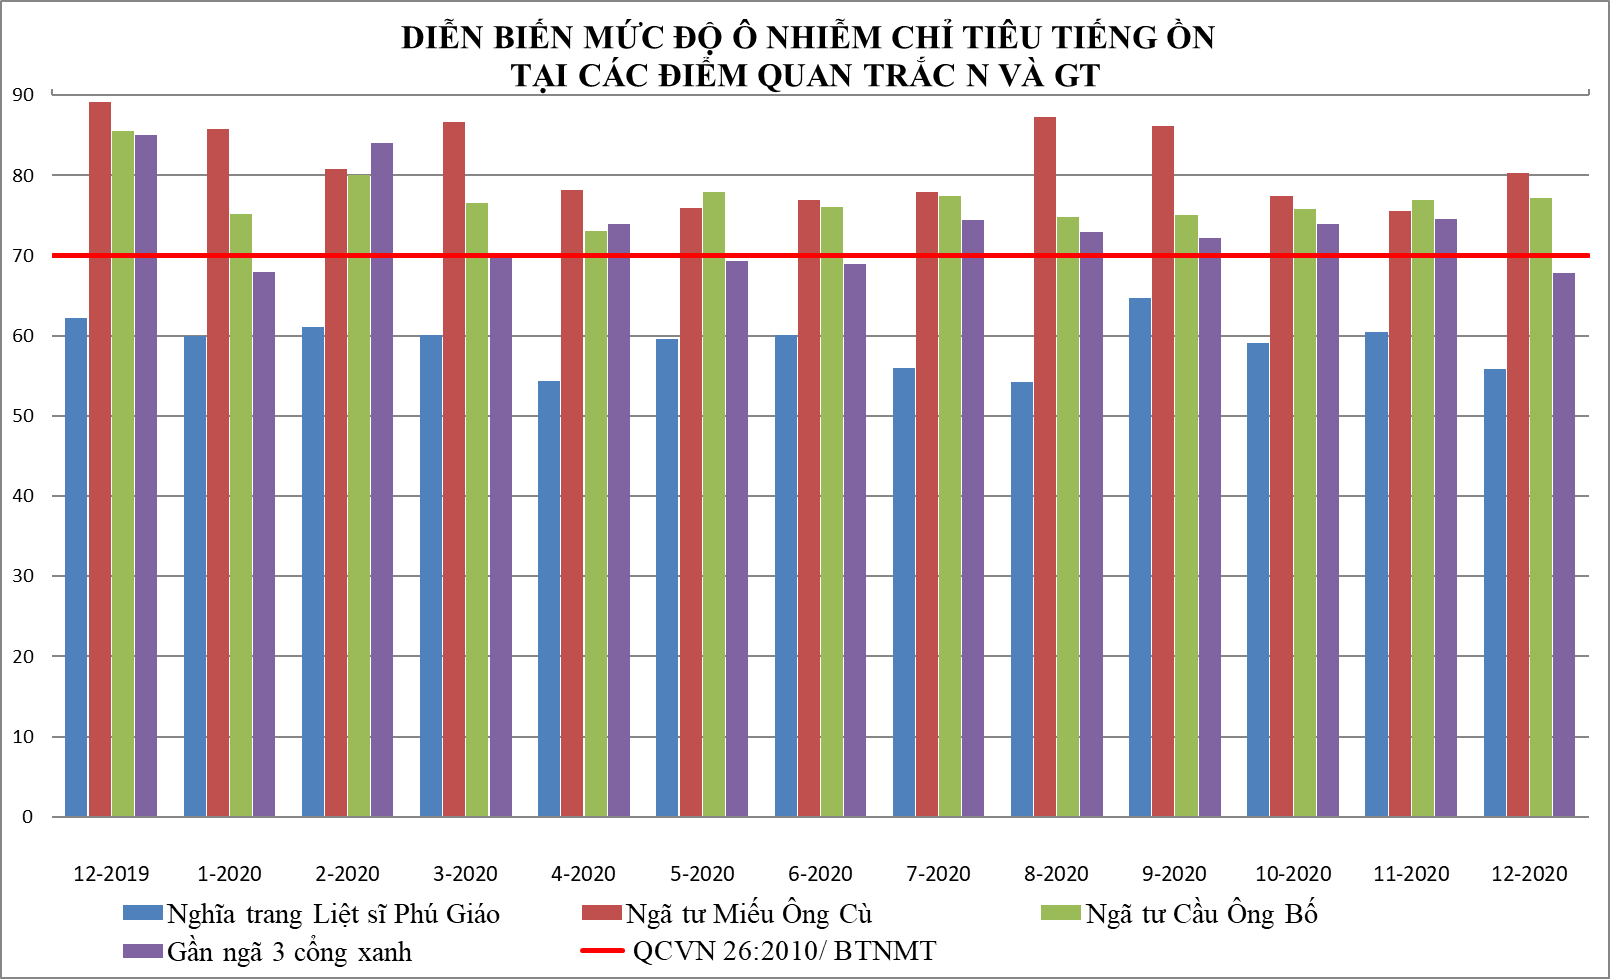 DIỄN BIẾN MỨC ĐỘ Ô NHIỄM CHỈ TIÊU TIẾNG ỒN
TẠI CÁC ĐIỂM QUAN TRẮC N VÀ GT
90
80
70
60
50
40
30
20
10
0
12-2019 1-2020 2-2020 3-2020 4-2020 5-2020 6-2020 7-2020 8-2020 9-2020 10-2020 11-2020 12-2020
Nghĩa trang Liệt sĩ Phú Giáo Ngã tư Miếu Ông Cù Ngã tư Cầu Ông Bố
Gần ngã 3 cổng xanh QCVN 26:2010/ BTNMT